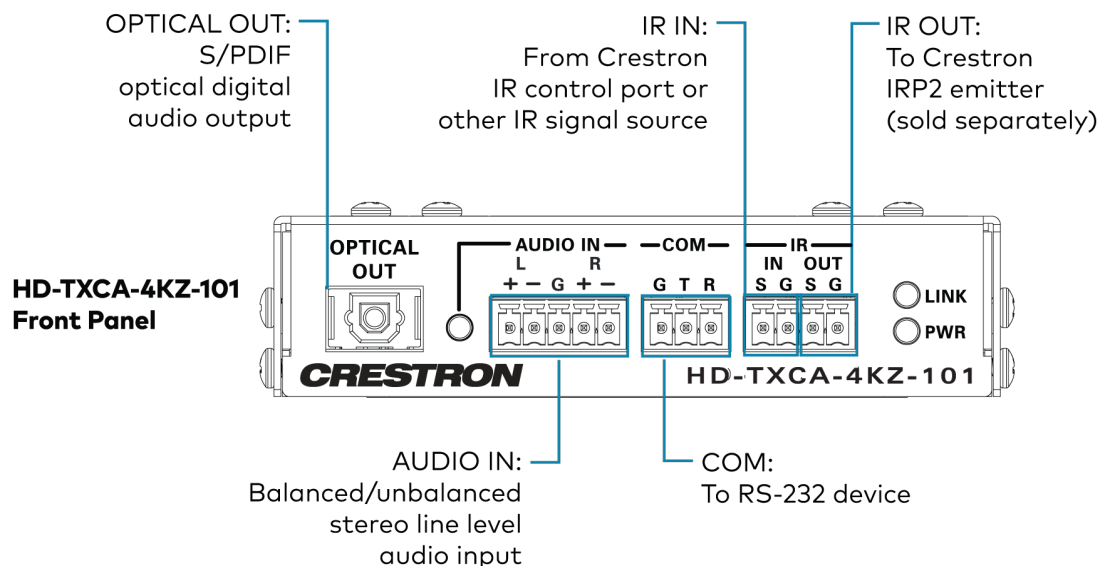 OPTICAL OUT:
S/PDIF
optical digital
audio output
IR IN:
From Crestron
IR control port or
other IR signal source
IR OUT:
To Crestron
IRP2 emitter
(sold separately)
HD-TXCA-4KZ-101
Front Panel
OPTICAL
OUT
AUDIO IN
L R
+ − G + −
COM
G T R
IR
IN OUT
S G S G
LINK
PWR
CRESTRON
HD-TXCA-4KZ-101
AUDIO IN:
Balanced/unbalanced
stereo line level
audio input
COM:
To RS-232 device